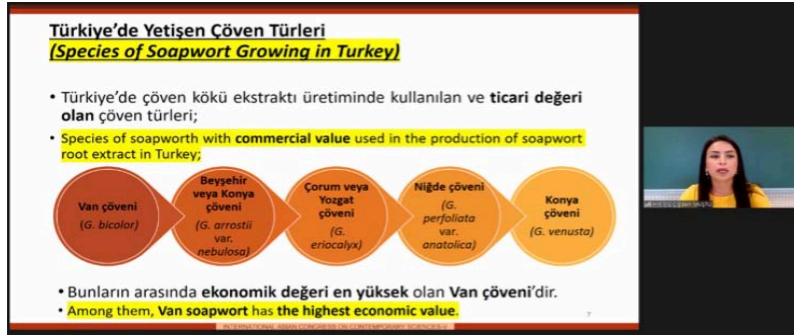 Türkiye'de Yetişen Çöven Türleri
(Species of Soapwort Growing in Turkey)
• Türkiye'de çöven kökü ekstraktı üretiminde kullanılan ve ticari değeri
olan çöven türleri;
• Species of soapworth with commercial value used in the production of soapwort
root extract in Turkey;
Van çöveni
(G. bicolor)
Beyşehir
veya Konya
çöveni
(G. arrostii
var.
nebulosa)
Çorum veya
Yozgat
çöveni
(G.
eriocalyx)
Niğde çöveni
(G.
perfoliata
var.
anatolica)
Konya
çöveni
(G. venusta)
• Bunların arasında ekonomik değeri en yüksek olan Van çöveni'dir.
• Among them, Van soapwort has the highest economic value.
7
INTERNATIONAL ASIAN CONGRESS ON CONTEMPORARY SCIENCES-V